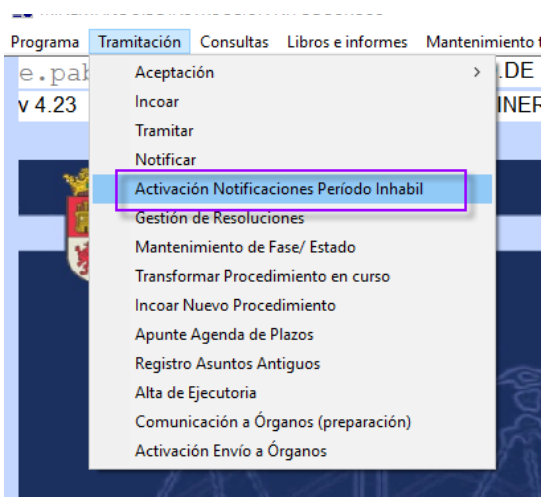 Programa Tramitación Consultas Libros e informes Mantenimiento t
e.pab
.DE
v 4.23
INER
Aceptación
Incoar
Tramitar
Notificar
Activación Notificaciones Período Inhabil
Gestión de Resoluciones
Mantenimiento de Fase/ Estado
Transformar Procedimiento en curso
Incoar Nuevo Procedimiento
Apunte Agenda de Plazos
Registro Asuntos Antiguos
Alta de Ejecutoria
Comunicación a Órganos (preparación)
Activación Envío a Órganos